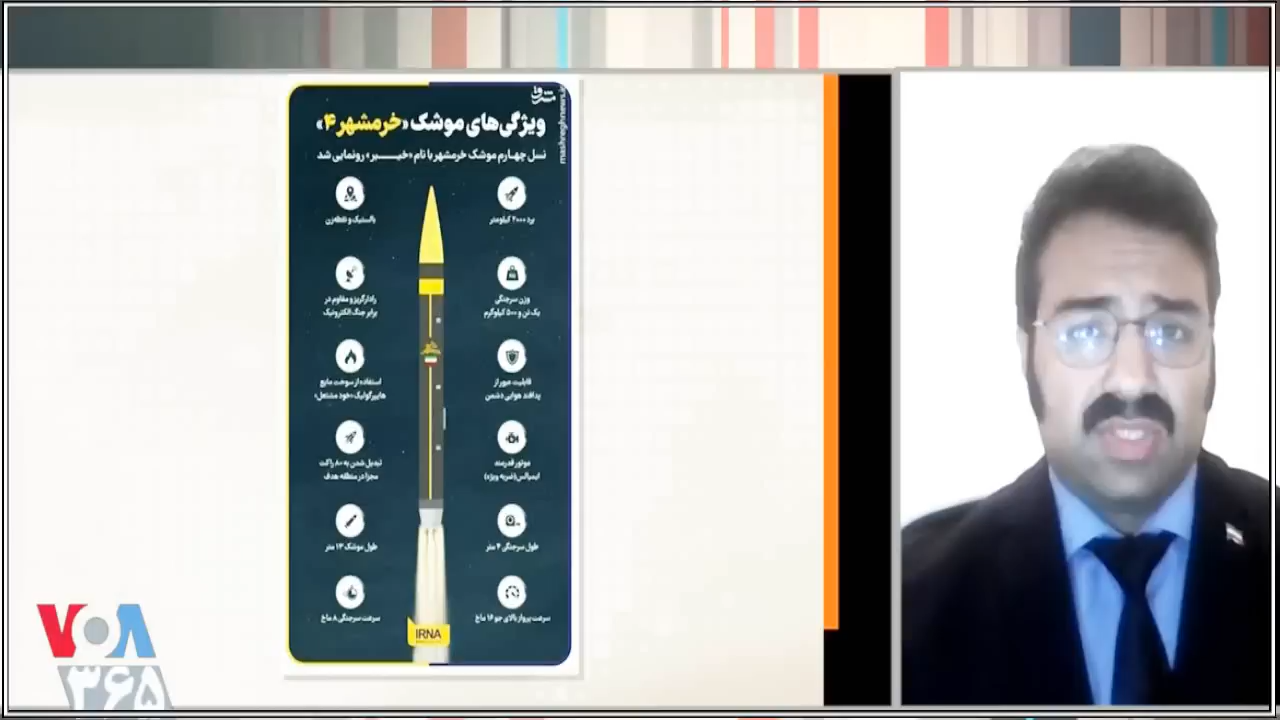 مشرق
mashreghnews.ir
ویژگی‌های موشک «خرمشهر ۴»
نسل چهارم موشک خرمشهر با نام «خیبر» رونمایی شد
برد ۲۰۰۰ کیلومتر
بالستیک و نقطه‌زن
وزن سرجنگی
یک تن و ۵۰۰ کیلوگرم
رادارگریز و مقاوم در
برابر جنگ الکترونیک
قابلیت عبور از
پدافند هوایی دشمن
استفاده از سوخت مایع
هایپرگولیک «خود مشتعل»
موتور قدرتمند
ایمپالس (ضربه ویژه)
تبدیل شدن به ۸۰ راکت
مجزا در منطقه هدف
طول سرجنگی ۴ متر
طول موشک ۱۳ متر
سرعت پرواز بالای جو ۱۶ ماخ
سرعت سرجنگی ۸ ماخ
IRNA
VOA
۳۶۵